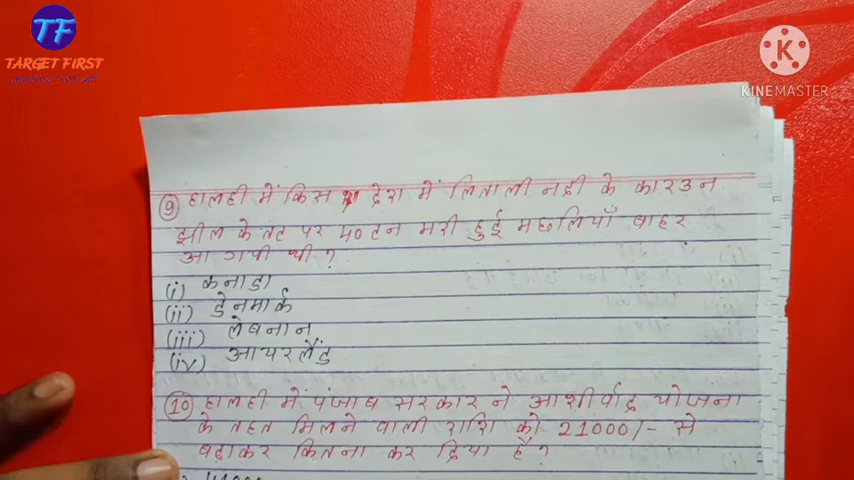 TF
TARGET FIRST
K
KINEMASTER
9 हालही में किस देश में लितानी नदी के कारउन
झील के तट पर 40 टन मरी हुई मछलियाँ बाहर
आ गयी थी?
(i) कनाडा
(ii) डेनमार्क
(iii) लेबनान
(iv) आयरलैंड
10 हालही में पंजाब सरकार ने आशीर्वाद योजना
के तहत मिलने वाली राशि को 21000/- से
बढ़ाकर कितना कर दिया हैं?